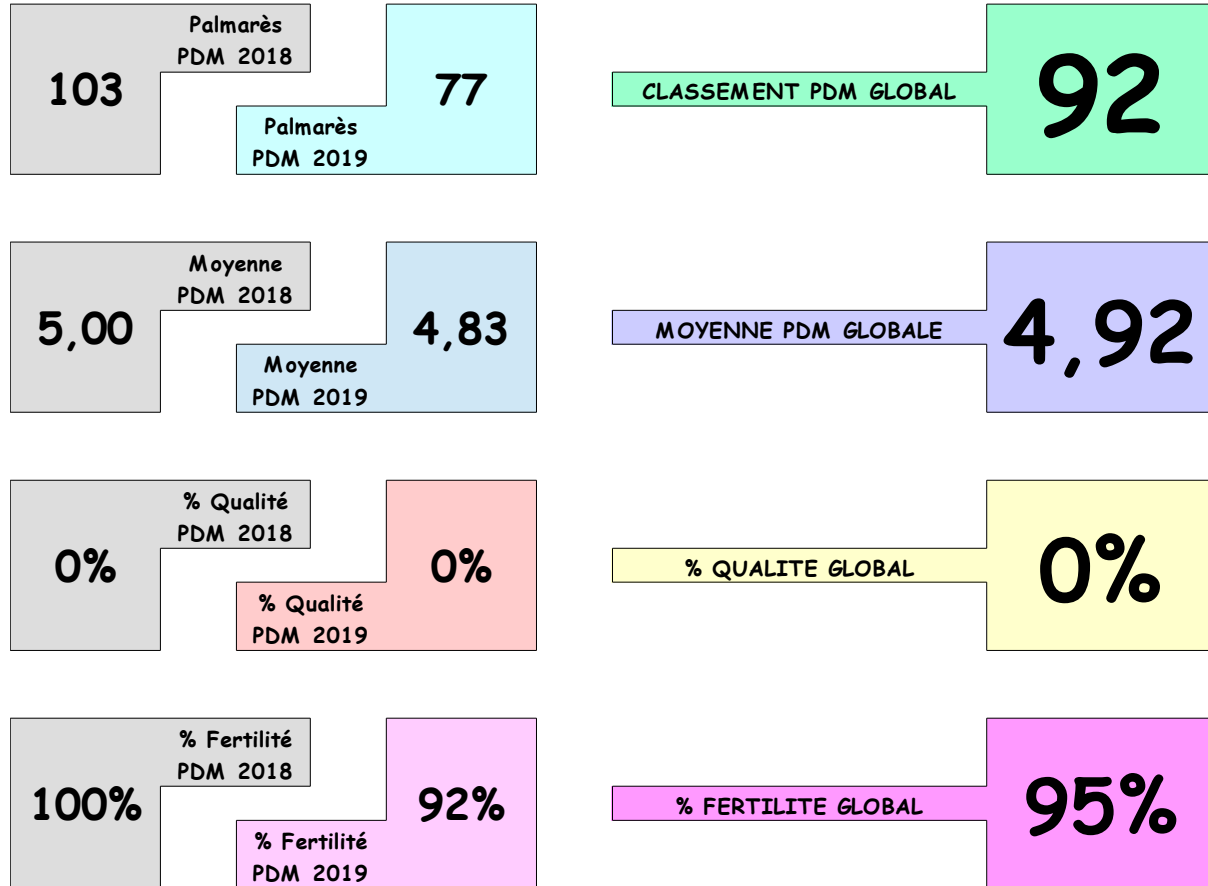 Palmarès
PDM 2018
103
77
Palmarès
PDM 2019
CLASSEMENT PDM GLOBAL
92
Moyenne
PDM 2018
5,00
4,83
Moyenne
PDM 2019
MOYENNE PDM GLOBALE
4,92
% Qualité
PDM 2018
0%
0%
% Qualité
PDM 2019
% QUALITE GLOBAL
0%
% Fertilité
PDM 2018
100%
92%
% Fertilité
PDM 2019
% FERTILITE GLOBAL
95%